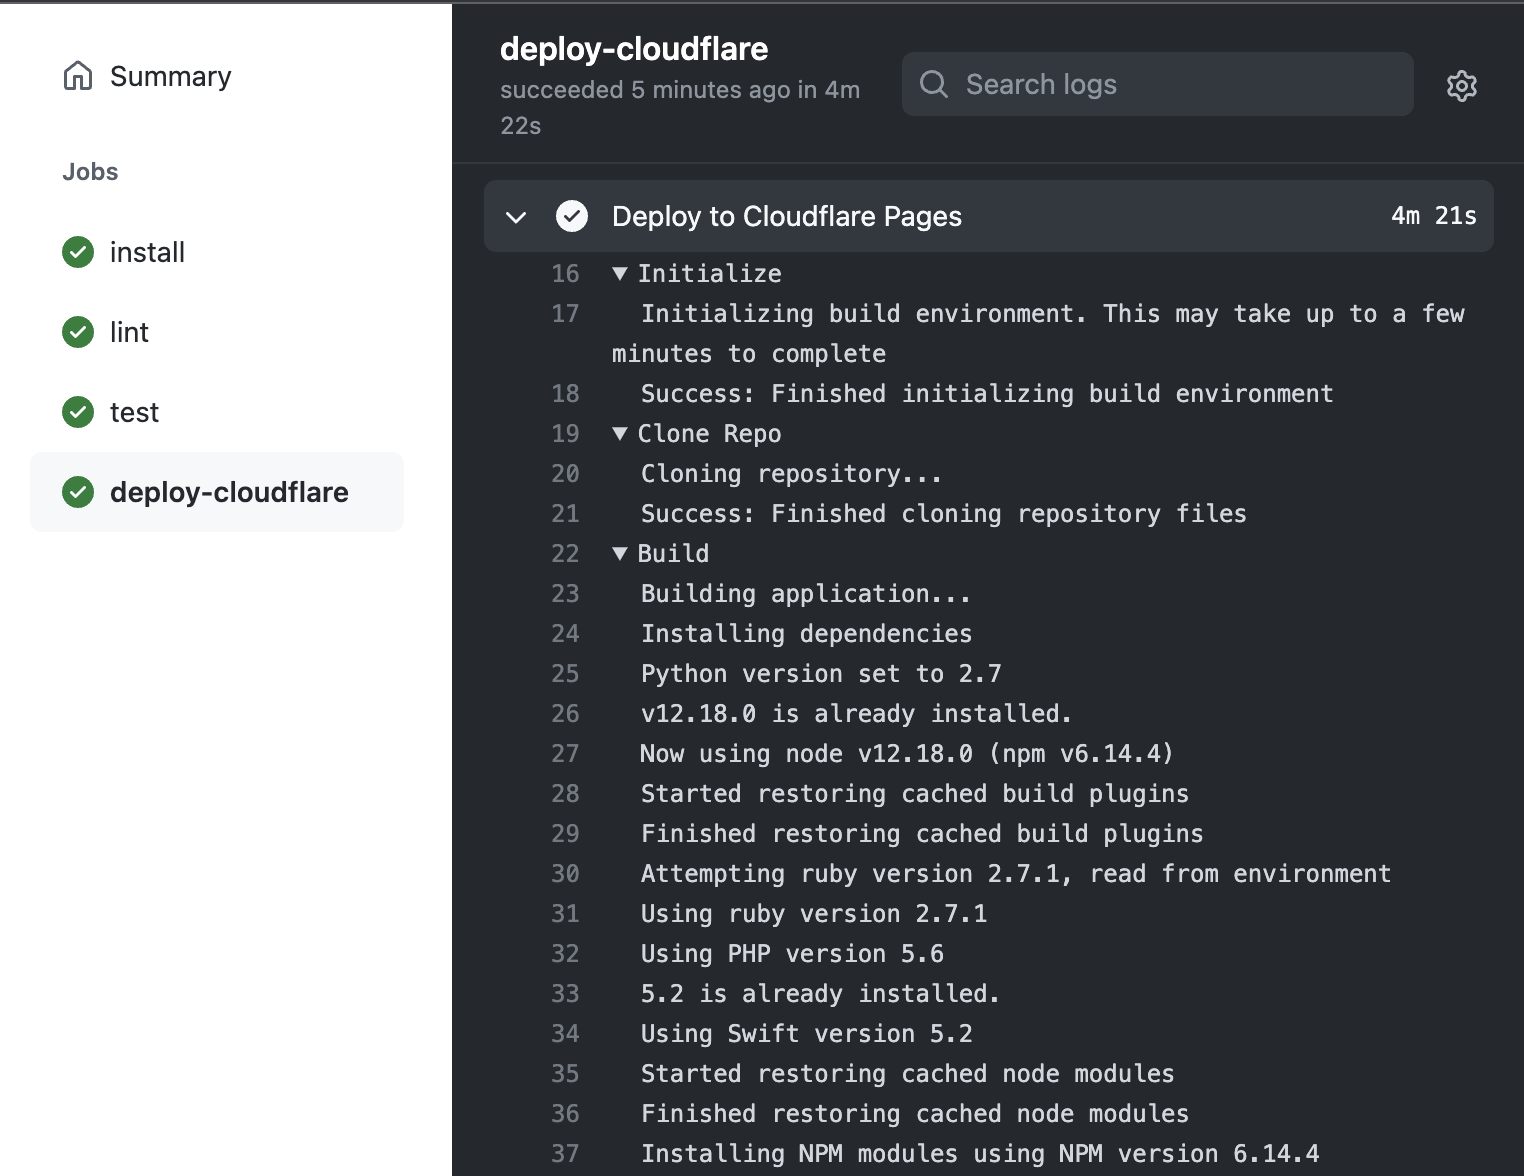 Summary
Jobs
install
lint
test
deploy-cloudflare
deploy-cloudflare
succeeded 5 minutes ago in 4m
22s
Search logs
Deploy to Cloudflare Pages 4m 21s
16 ▼ Initialize
17 Initializing build environment. This may take up to a few
minutes to complete
18 Success: Finished initializing build environment
19 ▼ Clone Repo
20 Cloning repository...
21 Success: Finished cloning repository files
22 ▼ Build
23 Building application...
24 Installing dependencies
25 Python version set to 2.7
26 v12.18.0 is already installed.
27 Now using node v12.18.0 (npm v6.14.4)
28 Started restoring cached build plugins
29 Finished restoring cached build plugins
30 Attempting ruby version 2.7.1, read from environment
31 Using ruby version 2.7.1
32 Using PHP version 5.6
33 5.2 is already installed.
34 Using Swift version 5.2
35 Started restoring cached node modules
36 Finished restoring cached node modules
37 Installing NPM modules using NPM version 6.14.4